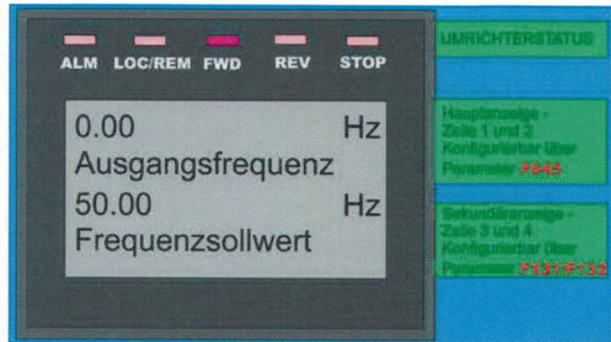 ALM LOC/REM FWD REV STOP
0.00 Hz
Ausgangsfrequenz
50.00 Hz
Frequenzsollwert
UMRICHTERSTATUS
Hauptanzeige -
Zeile 1 und 2
Konfigurierbar über
Parameter F645
Sekundäranzeige -
Zeile 3 und 4
Konfigurierbar über
Parameter F131/F132